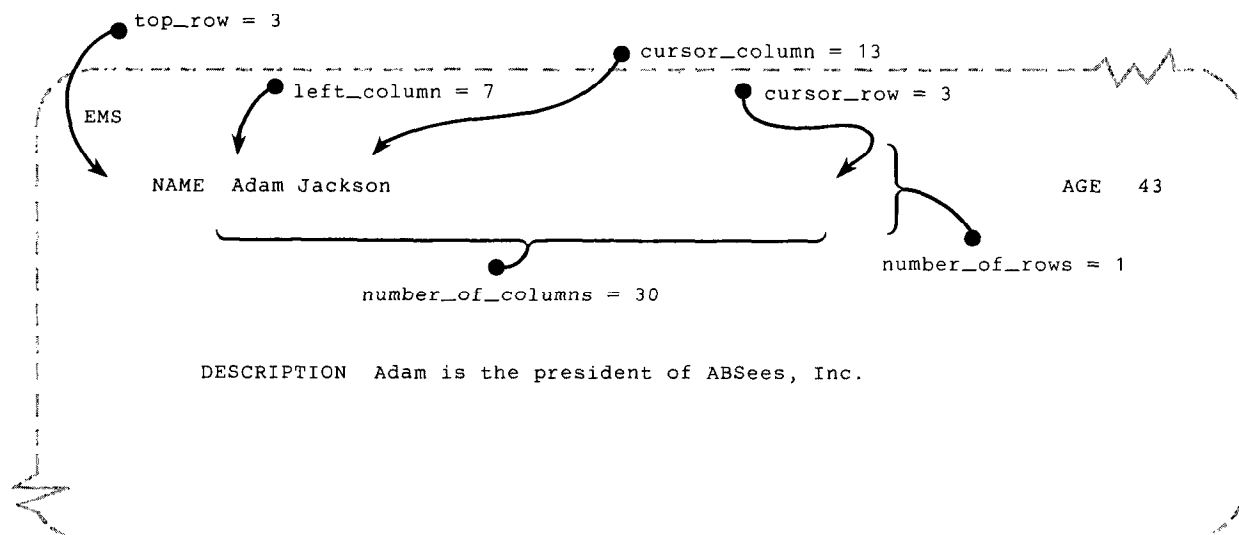 top_row = 3
cursor_column = 13
left_column = 7
cursor_row = 3
EMS
NAME Adam Jackson AGE 43
number_of_rows = 1
number_of_columns = 30
DESCRIPTION Adam is the president of ABSees, Inc.